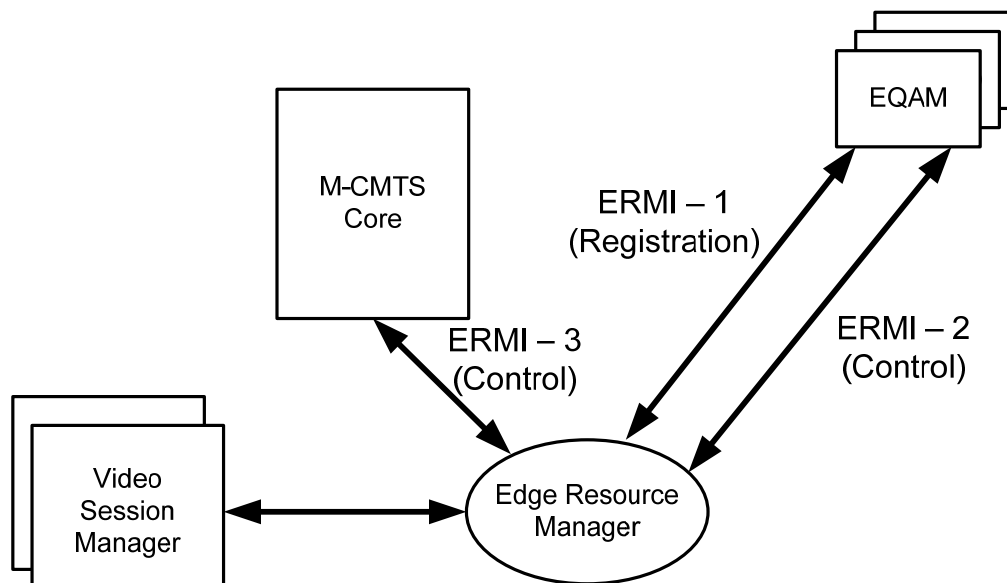 EQAM
M-CMTS
Core
ERMI – 1
(Registration)
ERMI – 3
(Control)
ERMI – 2
(Control)
Video
Session
Manager
Edge Resource
Manager